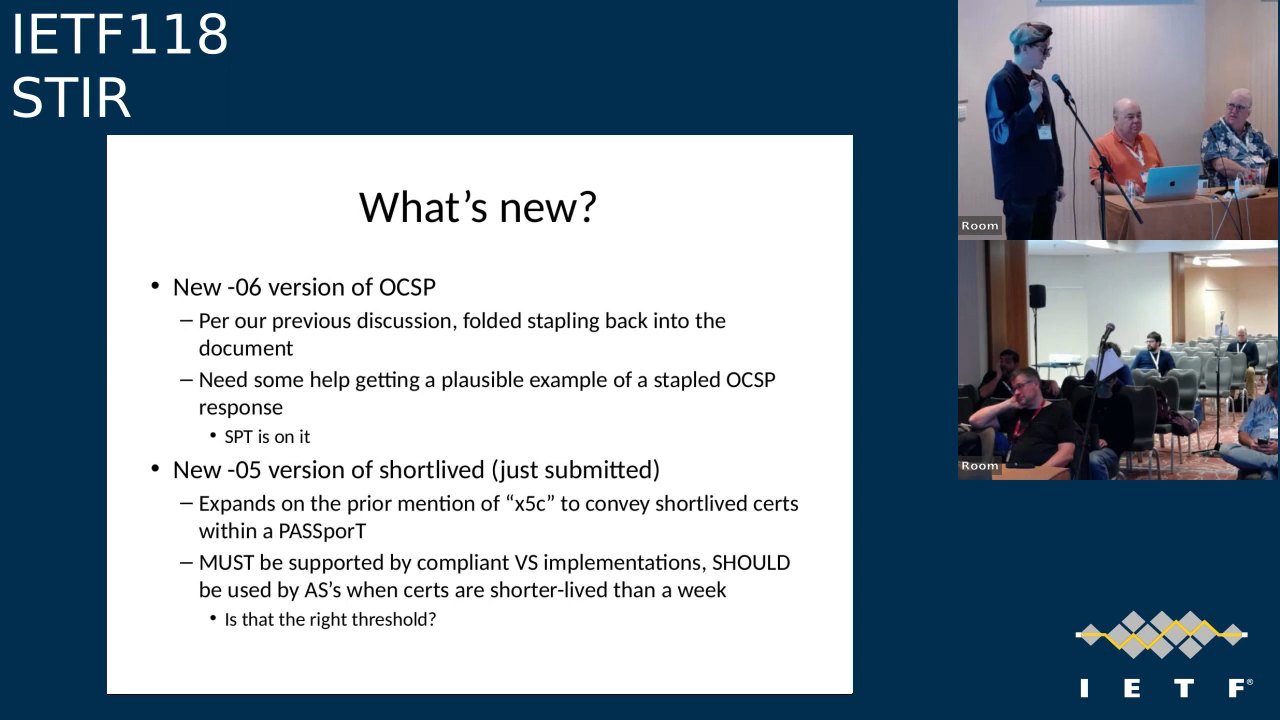 IETF118
STIR
What’s new?
• New -06 version of OCSP
– Per our previous discussion, folded stapling back into the
document
– Need some help getting a plausible example of a stapled OCSP
response
• SPT is on it
• New -05 version of shortlived (just submitted)
– Expands on the prior mention of “x5c” to convey shortlived certs
within a PASSporT
– MUST be supported by compliant VS implementations, SHOULD
be used by AS’s when certs are shorter-lived than a week
• Is that the right threshold?
Room
Room
I E T F®